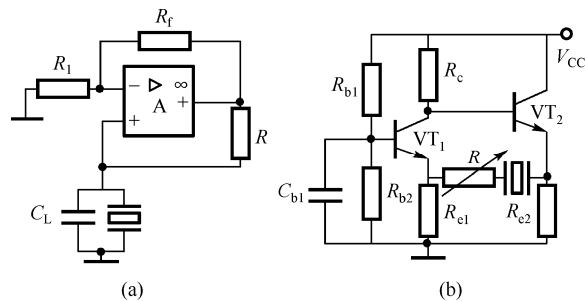 R_f
R_1
− ▷ ∞
A +
+
R
C_L
(a)
V_CC
R_c
R_b1
VT_2
VT_1
R
C_b1
R_b2
R_e1
R_e2
(b)